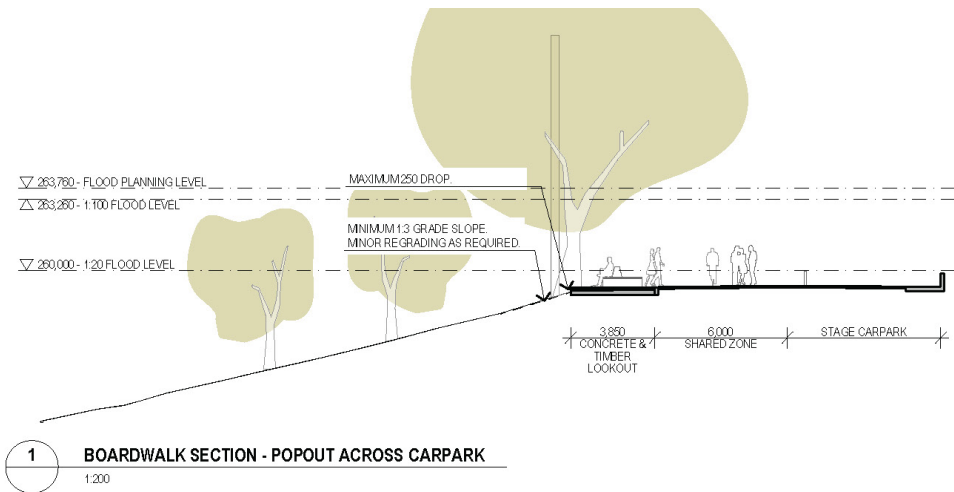 263,760 - FLOOD PLANNING LEVEL
263,260 - 1:100 FLOOD LEVEL
MAXIMUM 250 DROP.
MINIMUM 1:3 GRADE SLOPE.
MINOR REGRADING AS REQUIRED.
260,000 - 1:20 FLOOD LEVEL
3,850
CONCRETE &
TIMBER
LOOKOUT
6,000
SHARED ZONE
STAGE CARPARK
1
BOARDWALK SECTION - POPOUT ACROSS CARPARK
1:200